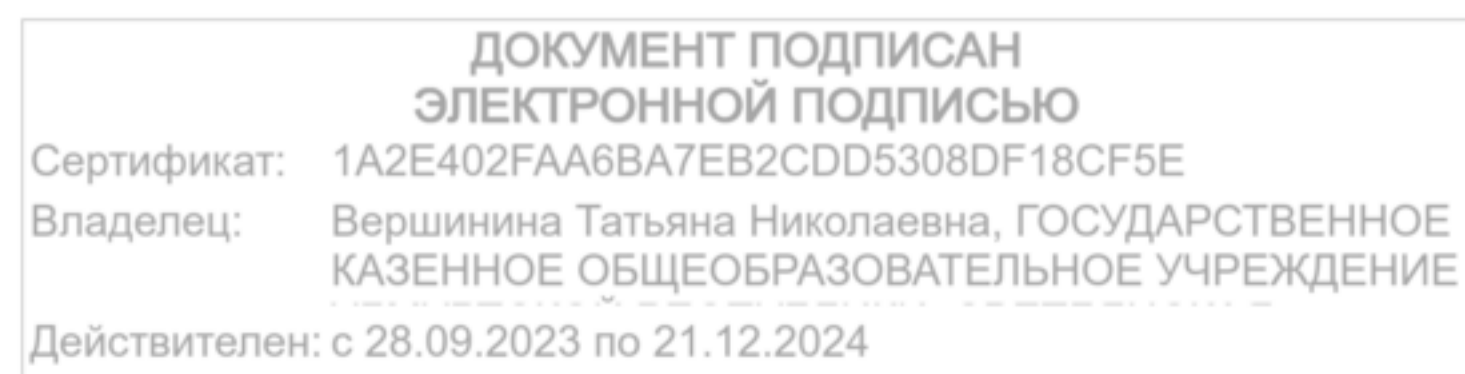 ДОКУМЕНТ ПОДПИСАН
ЭЛЕКТРОННОЙ ПОДПИСЬЮ
Сертификат: 1A2E402FAA6BA7EB2CDD5308DF18CF5E
Владелец: Вершинина Татьяна Николаевна, ГОСУДАРСТВЕННОЕ
КАЗЕННОЕ ОБЩЕОБРАЗОВАТЕЛЬНОЕ УЧРЕЖДЕНИЕ
Действителен: с 28.09.2023 по 21.12.2024